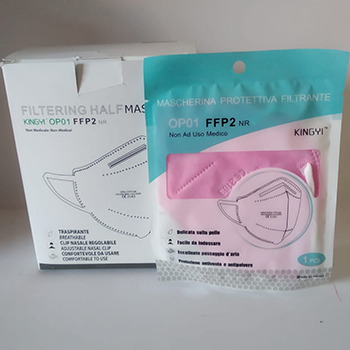 FILTERING HALF MAS
KINGYI OP01 FFP2 NR
Non Medicale/Non-Medical
TRASPIRANTE
BREATHABLE
CLIP NASALE REGOLABILE
ADJUSTABLE NASAL CLIP
CONFORTEVOLE DA USARE
COMFORTABLE TO USE
MASCHERINA PROTETTIVA FILTRANTE
OP01 FFP2 NR
Non Ad Uso Medico
KINGYI™
Delicata sulla pelle
Facile da indossare
Eccellente passaggio d'aria
Protezione antivento e antipolvere
1 PCS